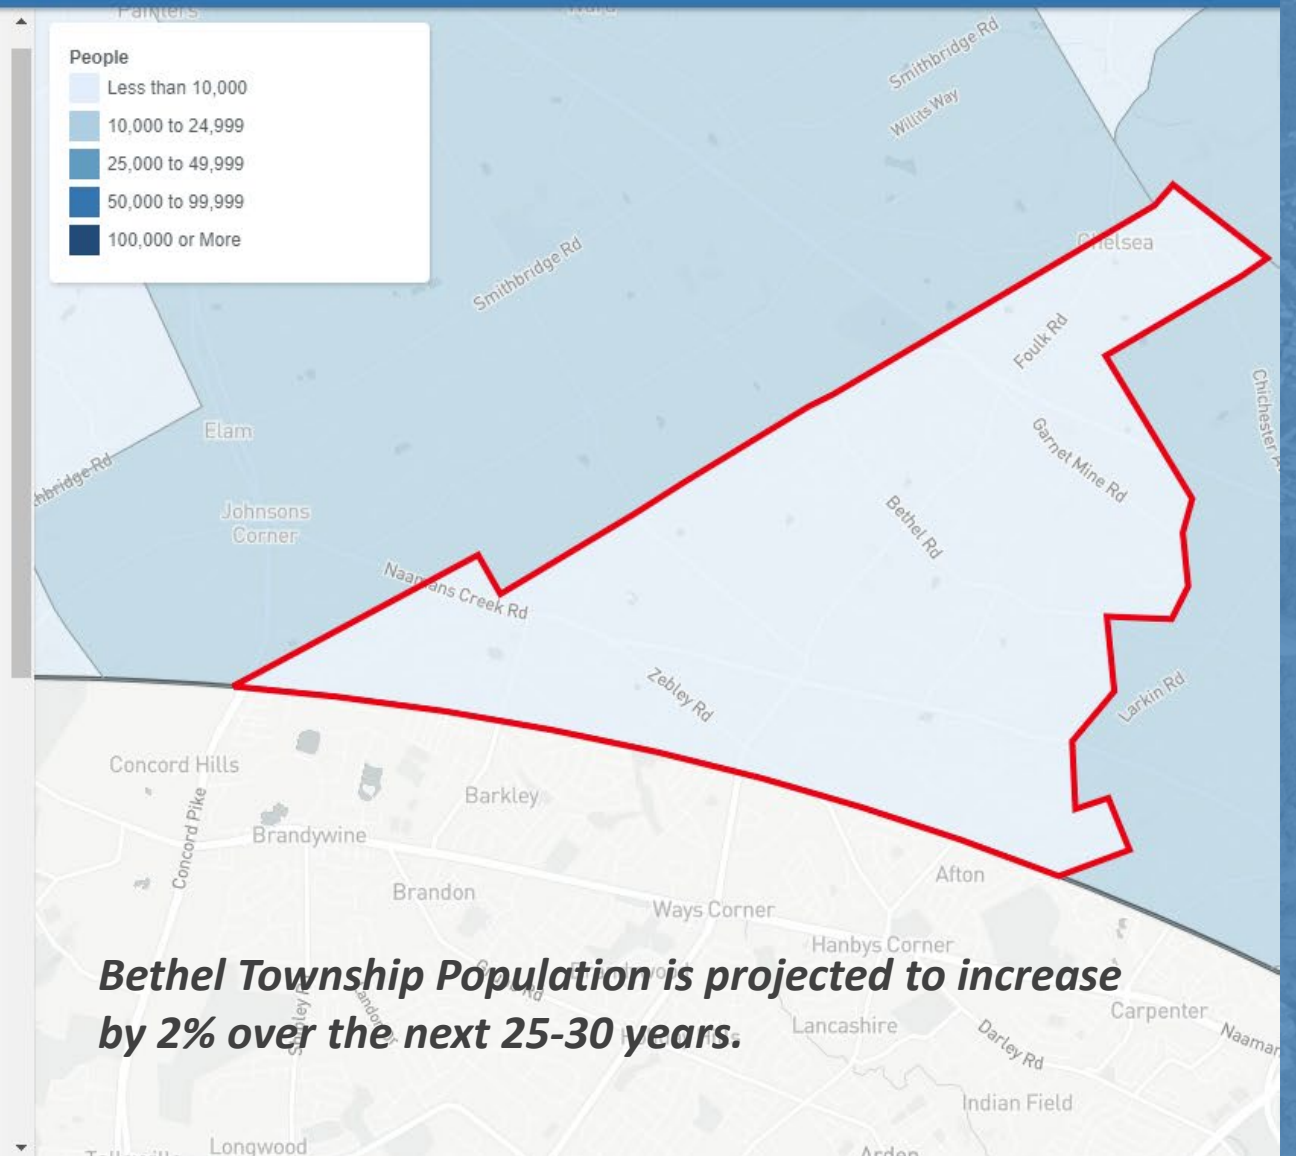 Painters
People
Less than 10,000
10,000 to 24,999
25,000 to 49,999
50,000 to 99,999
100,000 or More
Smithbridge Rd
Willits Way
Smithbridge Rd
Chelsea
Foulk Rd
Chichester
Elam
Garnet Mine Rd
Johnsons
Corner
Bethel Rd
Naamans Creek Rd
Zebley Rd
Larkin Rd
Concord Hills
Concord Pike
Barkley
Brandywine
Brandon
Afton
Ways Corner
Hanbys Corner
Bethel Township Population is projected to increase
by 2% over the next 25-30 years.
Carpenter
Lancashire
Darley Rd
Naaman
Indian Field
Longwood
Arden